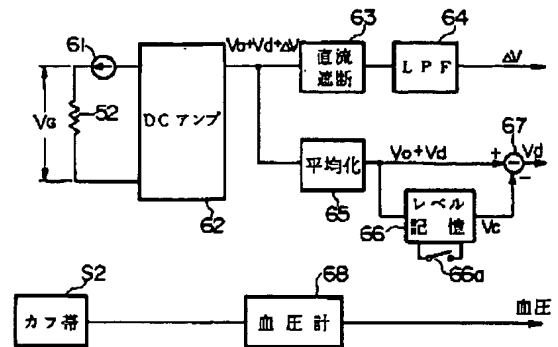 61
Va
52
DCアンプ
62
Vo+Vd+ΔV
63
直流
遮断
64
LPF
ΔV
平均化
65
Vo+Vd
+
67
Vd
−
レベル
記憶
66
Vc
66a
S2
カフ帯
68
血圧計
血圧